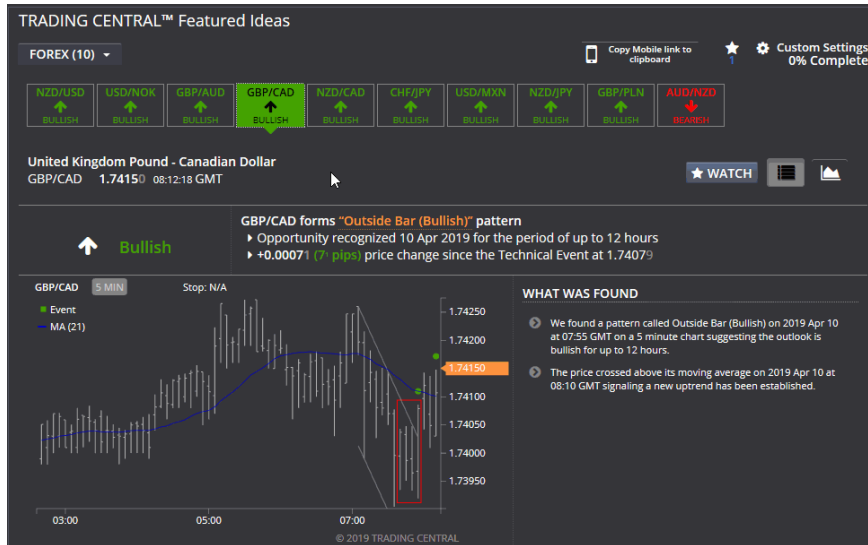 TRADING CENTRAL™ Featured Ideas
FOREX (10)
Copy Mobile link to
clipboard
1
Custom Settings
0% Complete
NZD/USD USD/NOK GBP/AUD GBP/CAD NZD/CAD CHF/JPY USD/MXN NZD/JPY GBP/PLN AUD/NZD
BULLISH BULLISH BULLISH BULLISH BULLISH BULLISH BULLISH BULLISH BULLISH BEARISH
United Kingdom Pound - Canadian Dollar
GBP/CAD 1.74150 08:12:18 GMT
WATCH
Bullish
GBP/CAD forms “Outside Bar (Bullish)” pattern
Opportunity recognized 10 Apr 2019 for the period of up to 12 hours
+0.00071 (7¹ pips) price change since the Technical Event at 1.74079
GBP/CAD 5 MIN Stop: N/A
Event
MA (21)
1.74250
1.74200
1.74150
1.74100
1.74050
1.74000
1.73950
03:00 05:00 07:00
© 2019 TRADING CENTRAL
WHAT WAS FOUND
We found a pattern called Outside Bar (Bullish) on 2019 Apr 10
at 07:55 GMT on a 5 minute chart suggesting the outlook is
bullish for up to 12 hours.
The price crossed above its moving average on 2019 Apr 10 at
08:10 GMT signaling a new uptrend has been established.